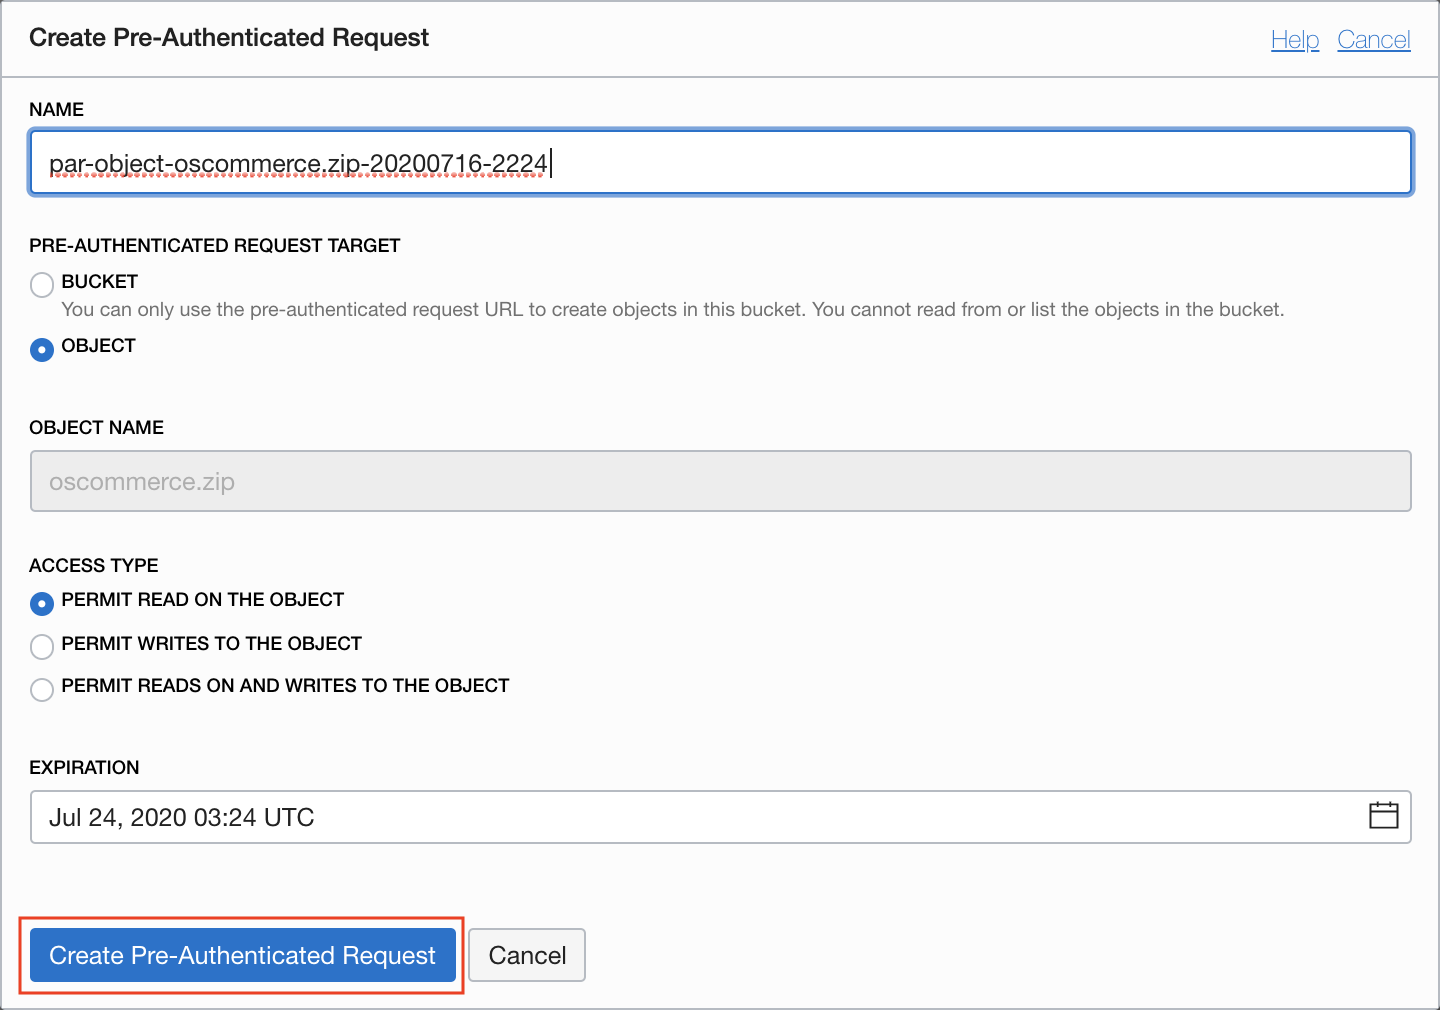 Create Pre-Authenticated Request
Help Cancel
NAME
par-object-oscommerce.zip-20200716-2224
PRE-AUTHENTICATED REQUEST TARGET
BUCKET
You can only use the pre-authenticated request URL to create objects in this bucket. You cannot read from or list the objects in the bucket.
OBJECT
OBJECT NAME
oscommerce.zip
ACCESS TYPE
PERMIT READ ON THE OBJECT
PERMIT WRITES TO THE OBJECT
PERMIT READS ON AND WRITES TO THE OBJECT
EXPIRATION
Jul 24, 2020 03:24 UTC
Create Pre-Authenticated Request Cancel